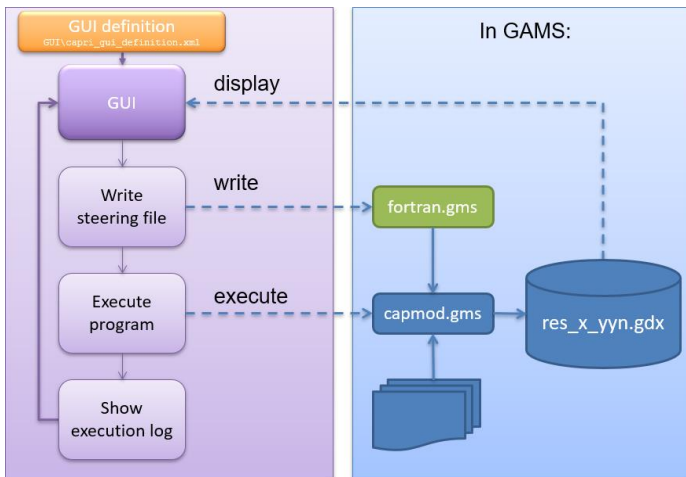 GUI definition
GUI\capri_gui_definition.xml
In GAMS:
display
GUI
write
Write
steering file
fortran.gms
execute
Execute
program
capmod.gms
res_x_yyn.gdx
Show
execution log